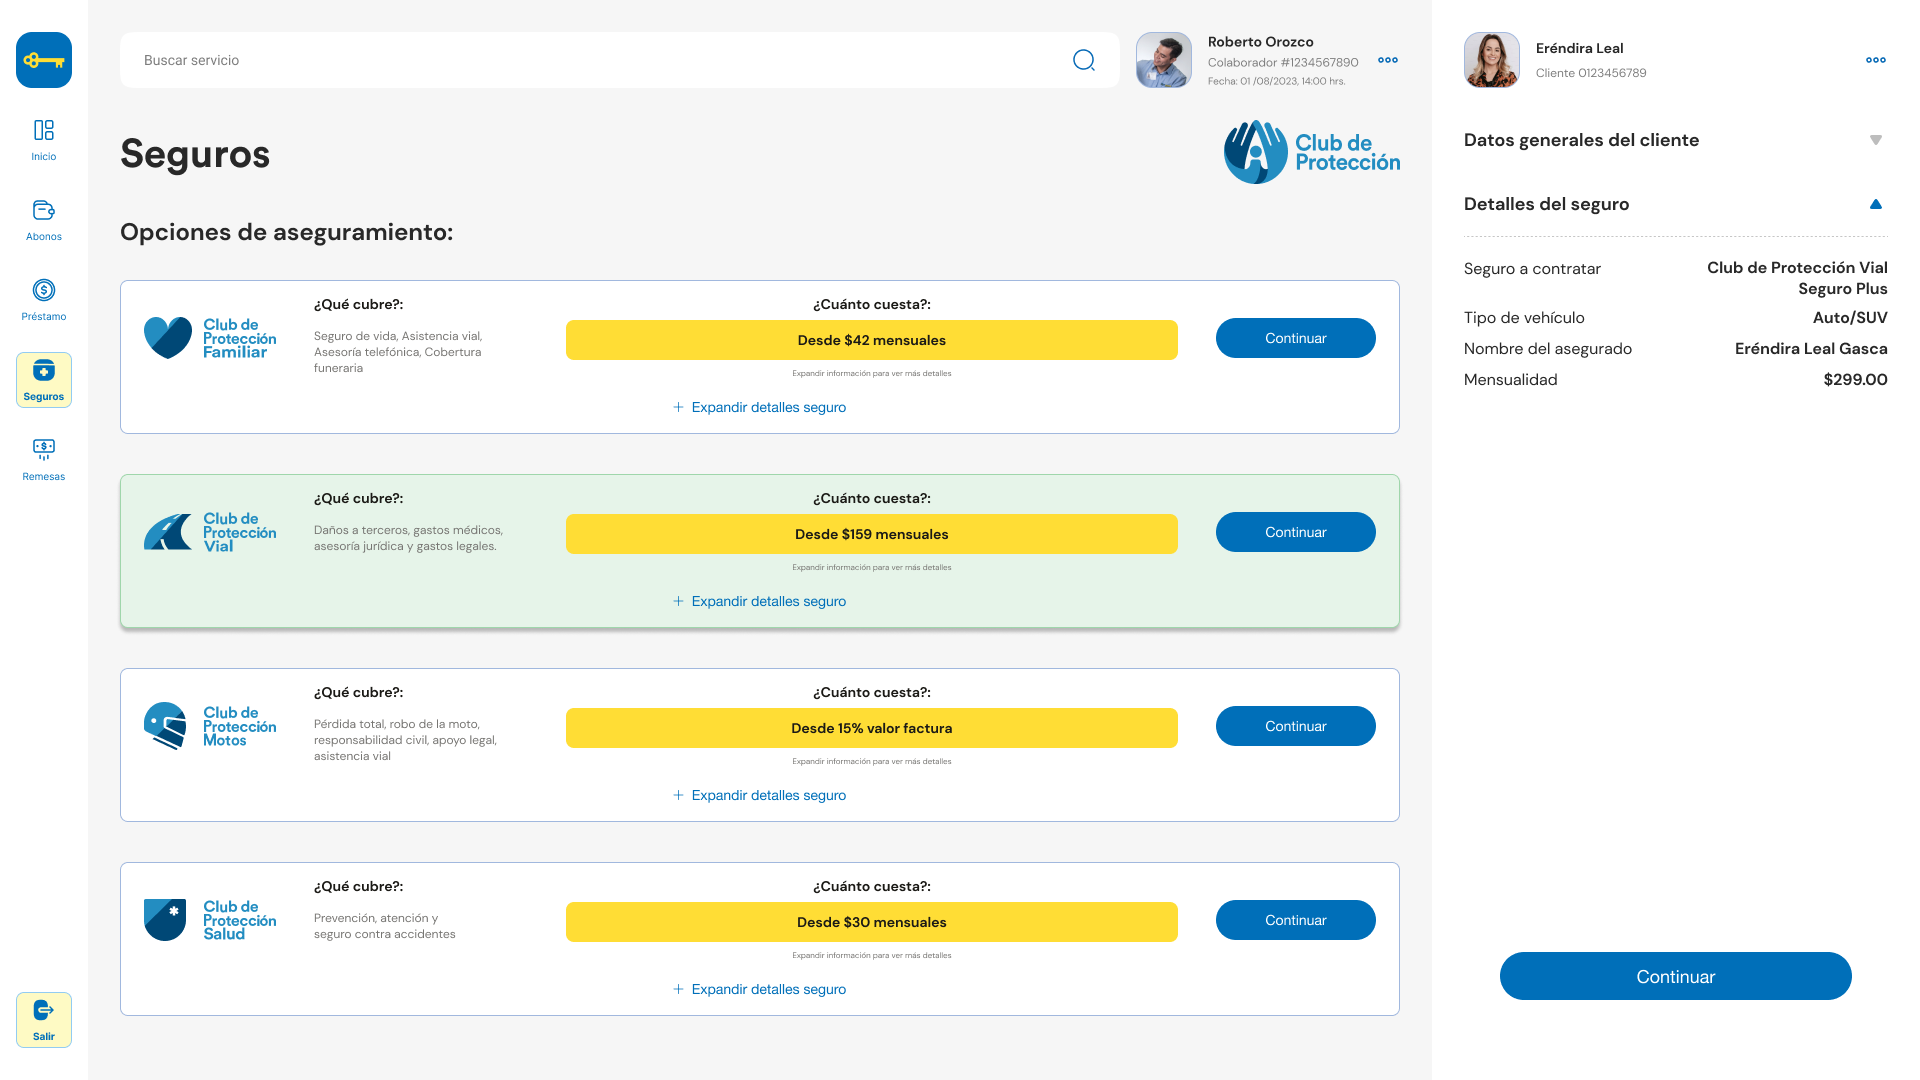 Inicio
Abonos
Préstamo
Seguros
Remesas
Salir
Buscar servicio
Roberto Orozco
Colaborador #1234567890
Fecha: 01 /08/2023, 14:00 hrs.
Seguros
Club de
Protección
Opciones de aseguramiento:
Club de
Protección
Familiar
¿Qué cubre?:
Seguro de vida, Asistencia vial,
Asesoría telefónica, Cobertura
funeraria
¿Cuánto cuesta?:
Desde $42 mensuales
Expandir información para ver más detalles
Continuar
+ Expandir detalles seguro
Club de
Protección
Vial
¿Qué cubre?:
Daños a terceros, gastos médicos,
asesoría jurídica y gastos legales.
¿Cuánto cuesta?:
Desde $159 mensuales
Expandir información para ver más detalles
Continuar
+ Expandir detalles seguro
Club de
Protección
Motos
¿Qué cubre?:
Pérdida total, robo de la moto,
responsabilidad civil, apoyo legal,
asistencia vial
¿Cuánto cuesta?:
Desde 15% valor factura
Expandir información para ver más detalles
Continuar
+ Expandir detalles seguro
Club de
Protección
Salud
¿Qué cubre?:
Prevención, atención y
seguro contra accidentes
¿Cuánto cuesta?:
Desde $30 mensuales
Expandir información para ver más detalles
Continuar
+ Expandir detalles seguro
Eréndira Leal
Cliente 0123456789
Datos generales del cliente
Detalles del seguro
Seguro a contratar Club de Protección Vial
Seguro Plus
Tipo de vehículo Auto/SUV
Nombre del asegurado Eréndira Leal Gasca
Mensualidad $299.00
Continuar